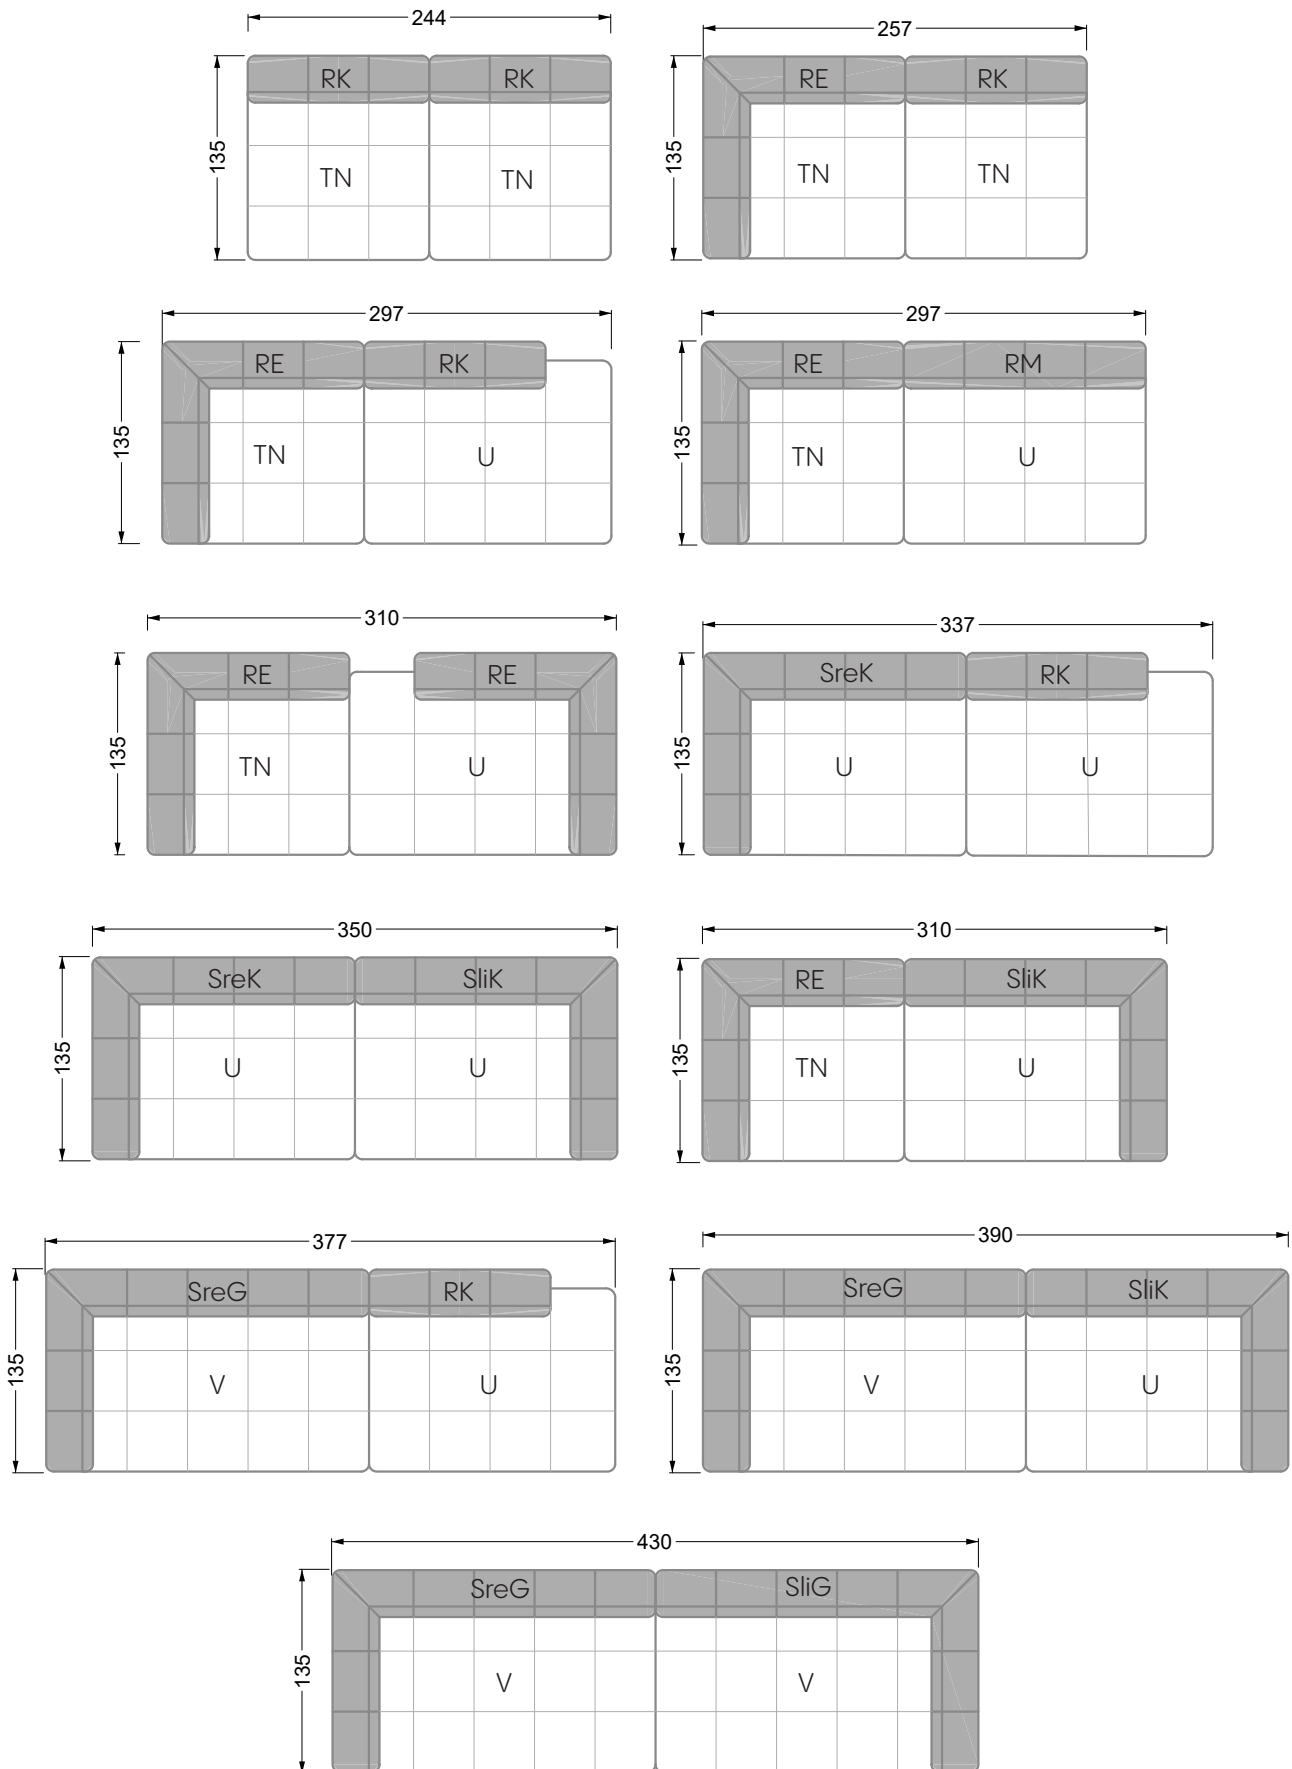 244
257
RK RK
RE RK
135
135
TN TN
TN TN
297
297
RE RK
RE RM
135
135
TN U
TN U
310
337
RE RE
SreK RK
135
135
TN U
U U
350
310
SreK SliK
RE SliK
135
135
U U
TN U
377
390
SreG RK
SreG SliK
135
135
V U
V U
430
SreG SliG
135
V V